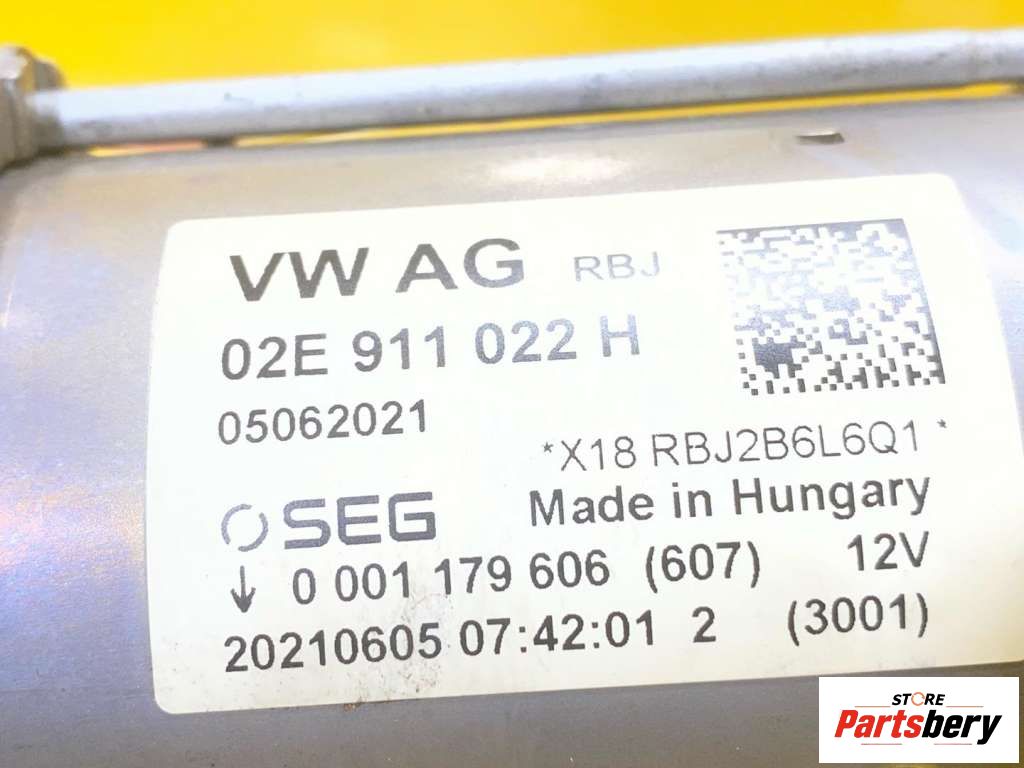 VW AG RBJ
02E 911 022 H
05062021
*X18 RBJ2B6L6Q1*
SEG Made in Hungary
↓ 0 001 179 606 (607) 12V
20210605 07:42:01 2 (3001)
STORE
Partsbery